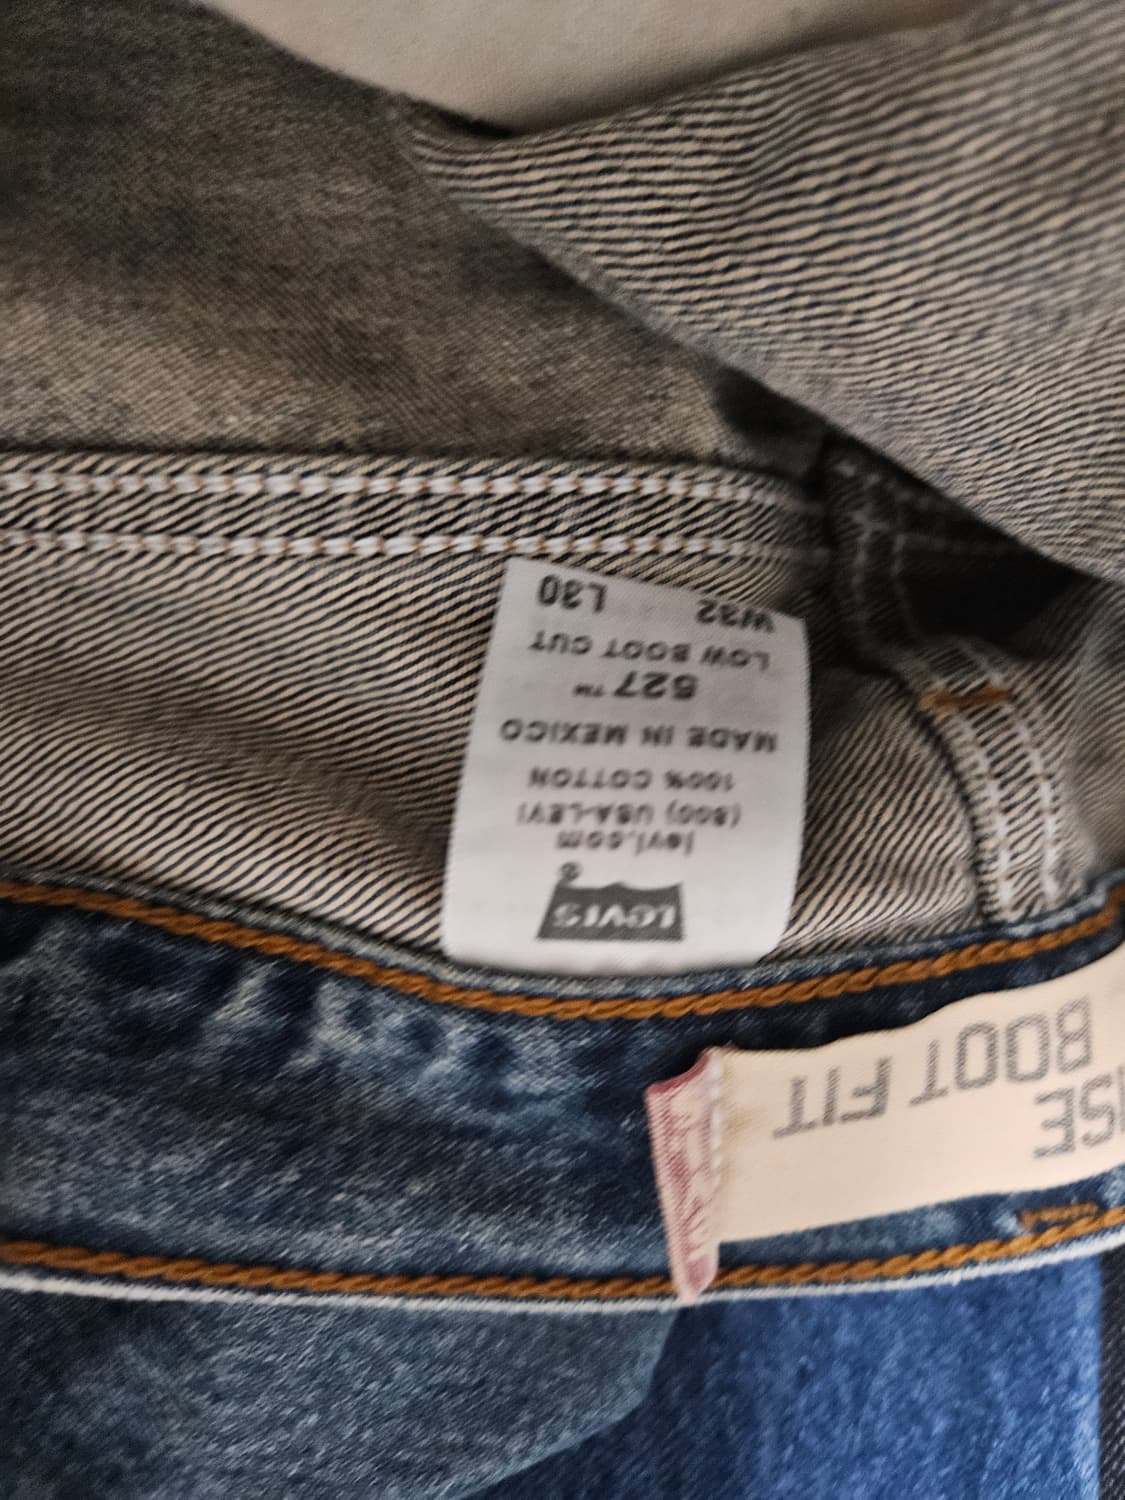 LEVI'S
®
levi.com
(800) USA-LEVI
100% COTTON
MADE IN MEXICO
527™
LOW BOOT CUT
W32 L30
BOOT FIT